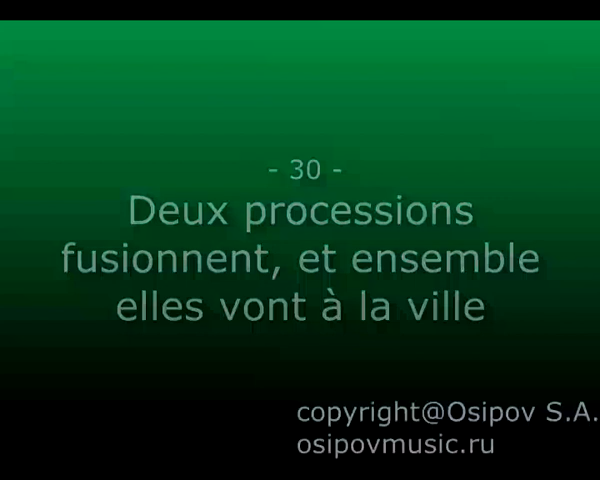 - 30 -
Deux processions
fusionnent, et ensemble
elles vont à la ville
copyright@Osipov S.A.
osipovmusic.ru